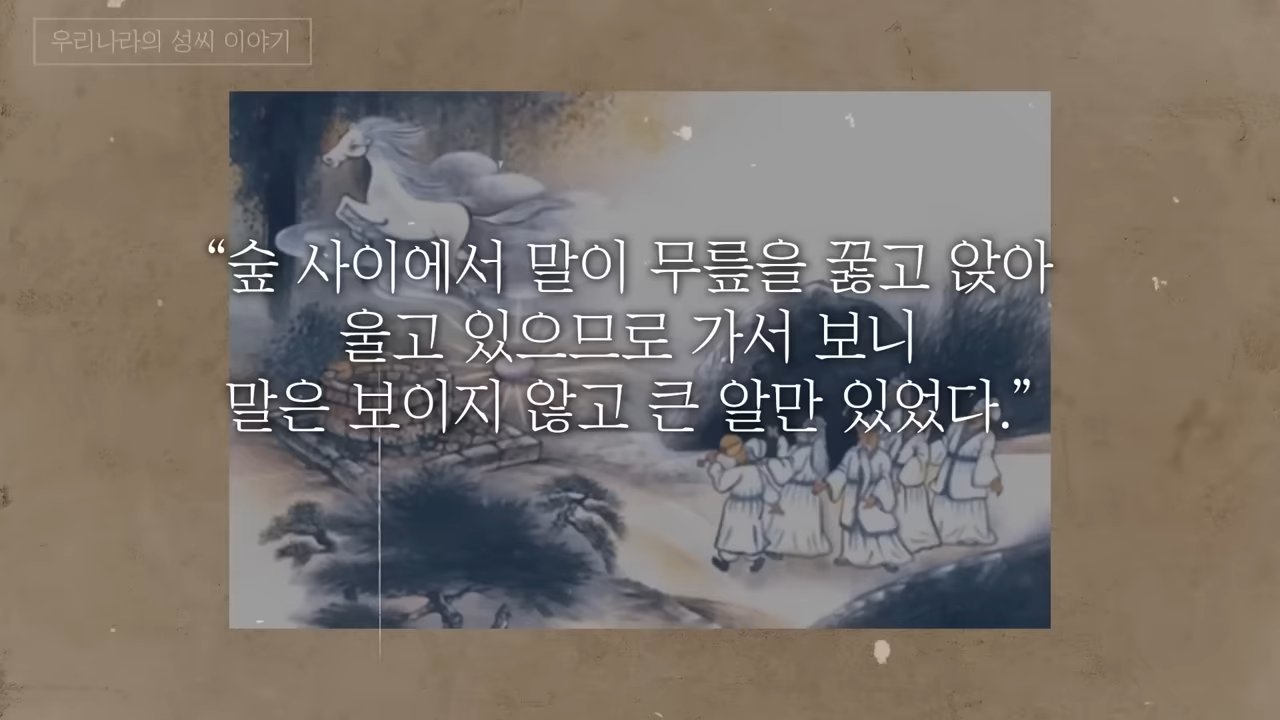 우리나라의 성씨 이야기
“숲 사이에서 말이 무릎을 꿇고 앉아
울고 있으므로 가서 보니
말은 보이지 않고 큰 알만 있었다.”